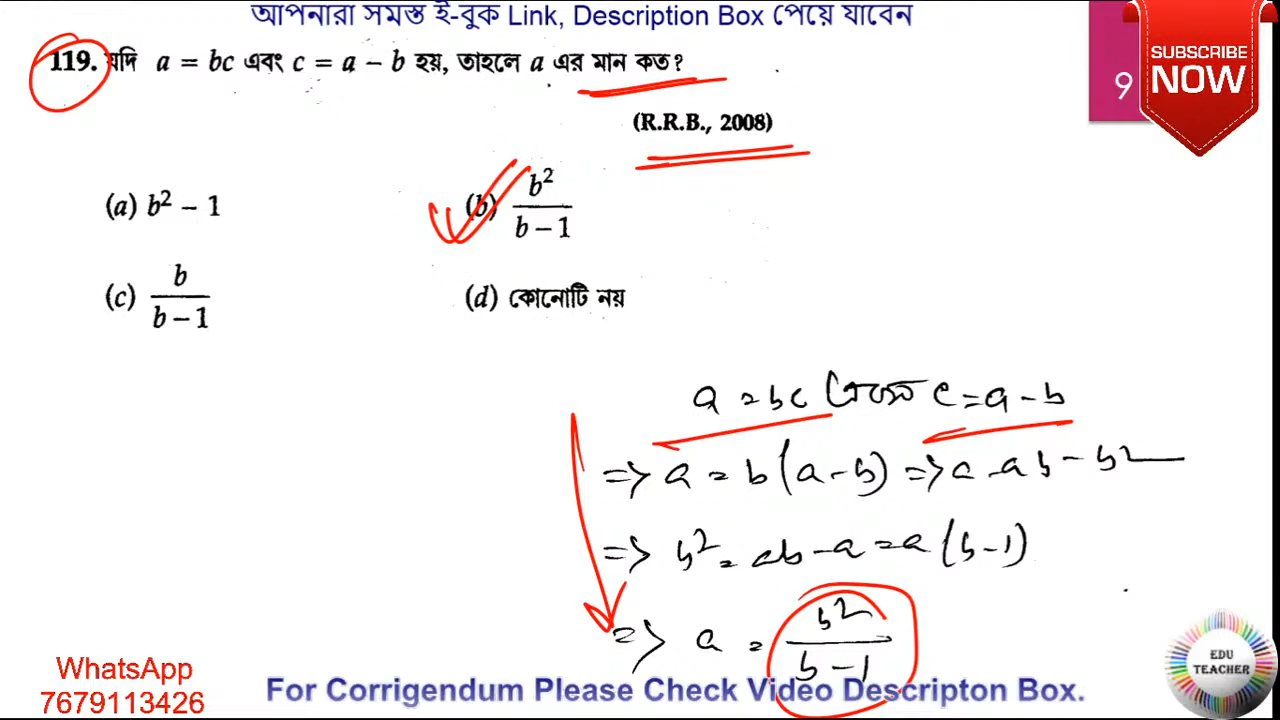 আপনারা সমস্ত ই-বুক Link, Description Box পেয়ে যাবেন
SUBSCRIBE
NOW
9
119. যদি a = bc এবং c = a − b হয়, তাহলে a এর মান কত?
(R.R.B., 2008)
(a) b² − 1
(b) b² / b − 1
(c) b / b − 1
(d) কোনোটি নয়
a = bc এবং c = a − b
=> a = b(a − b) => a = ab − b²
=> b² = ab − a = a(b − 1)
=> a = b² / b − 1
EDU
TEACHER
WhatsApp
7679113426
For Corrigendum Please Check Video Descripton Box.